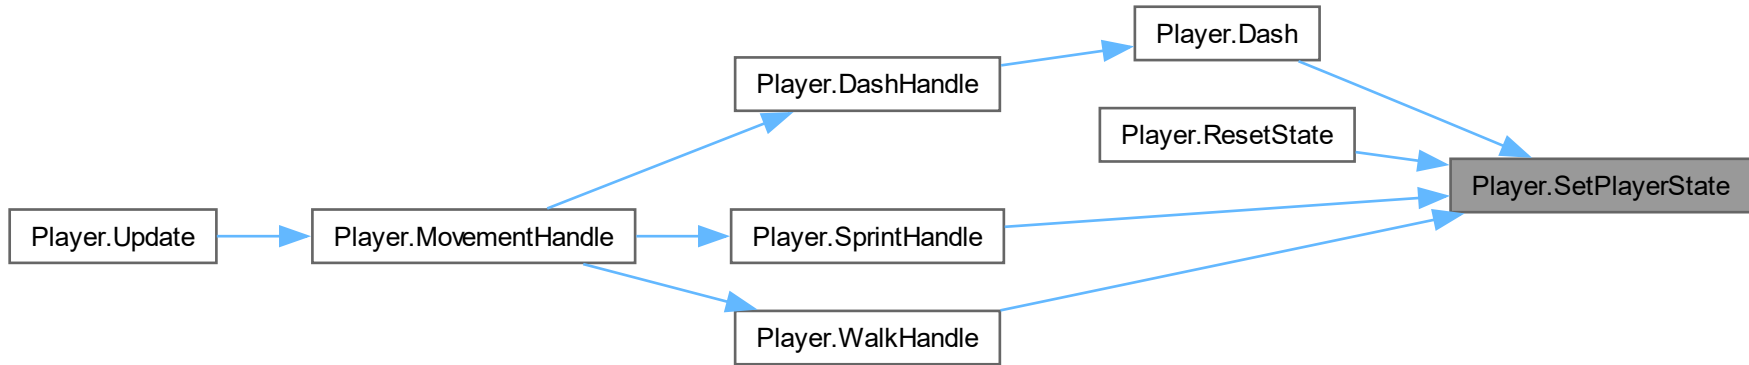 Player.Dash
Player.DashHandle
Player.ResetState
Player.SetPlayerState
Player.Update
Player.MovementHandle
Player.SprintHandle
Player.WalkHandle